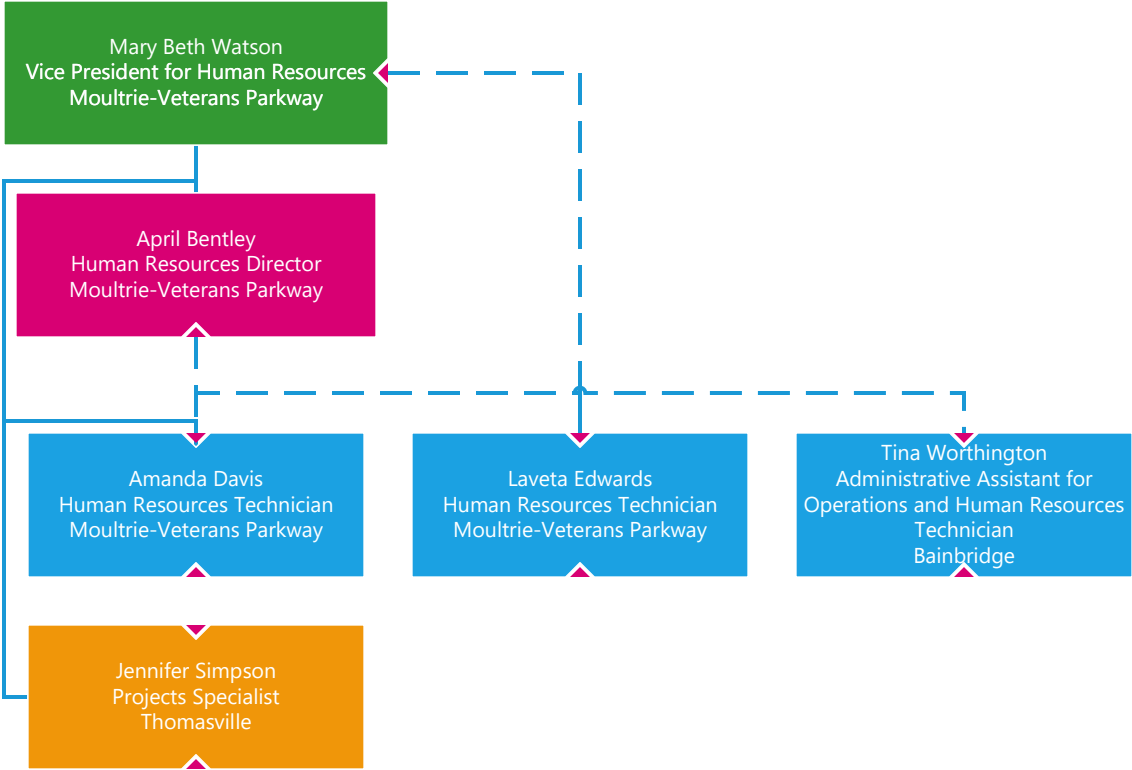 Mary Beth Watson
Vice President for Human Resources
Moultrie-Veterans Parkway
April Bentley
Human Resources Director
Moultrie-Veterans Parkway
Amanda Davis
Human Resources Technician
Moultrie-Veterans Parkway
Laveta Edwards
Human Resources Technician
Moultrie-Veterans Parkway
Tina Worthington
Administrative Assistant for
Operations and Human Resources
Technician
Bainbridge
Jennifer Simpson
Projects Specialist
Thomasville